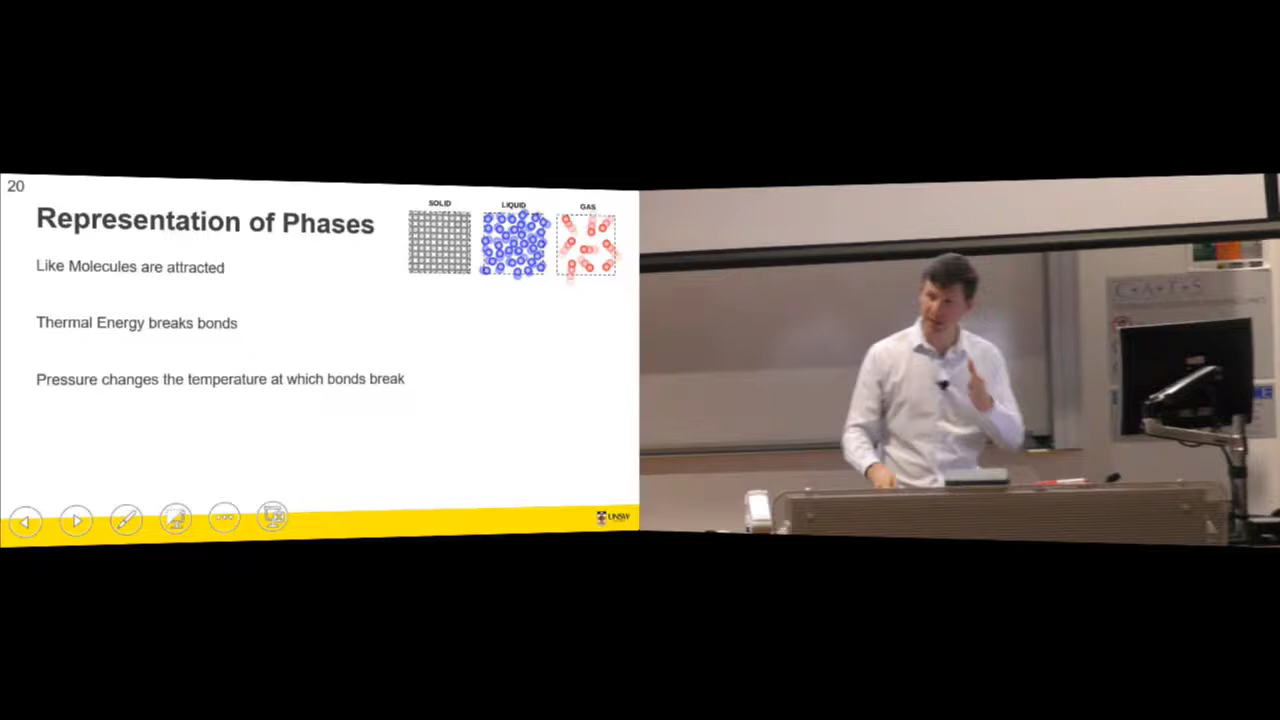 20
Representation of Phases
SOLID
LIQUID
GAS
Like Molecules are attracted
Thermal Energy breaks bonds
Pressure changes the temperature at which bonds break
UNSW
C★A★T★S